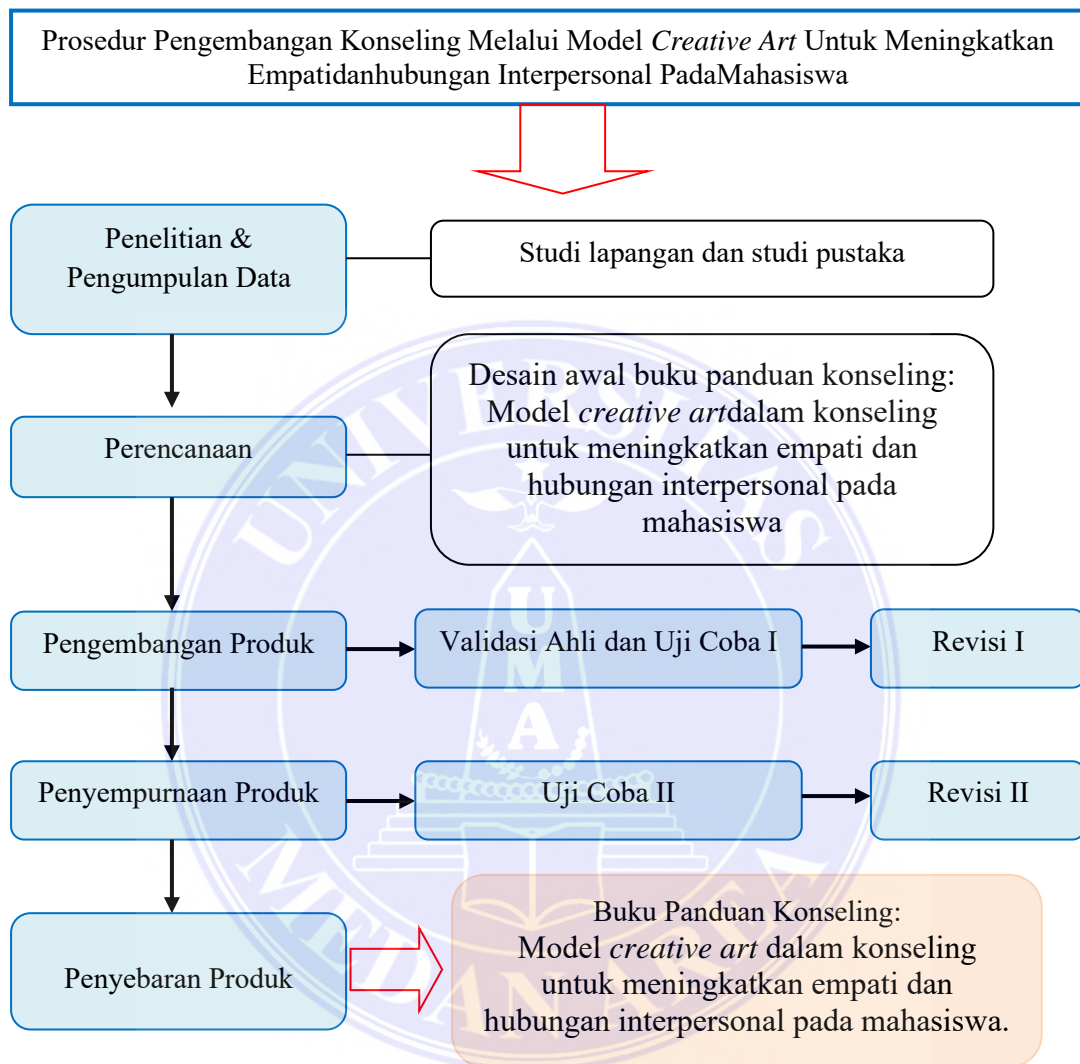 Prosedur Pengembangan Konseling Melalui Model Creative Art Untuk Meningkatkan
Empatidanhubungan Interpersonal PadaMahasiswa
Penelitian &
Pengumpulan Data
Studi lapangan dan studi pustaka
Desain awal buku panduan konseling:
Model creative artdalam konseling
untuk meningkatkan empati dan
hubungan interpersonal pada
mahasiswa
Perencanaan
Pengembangan Produk
Validasi Ahli dan Uji Coba I
Revisi I
Penyempurnaan Produk
Uji Coba II
Revisi II
Penyebaran Produk
Buku Panduan Konseling:
Model creative art dalam konseling
untuk meningkatkan empati dan
hubungan interpersonal pada mahasiswa.
UNIVERSITAS
MEDAN AREA
U
M
A